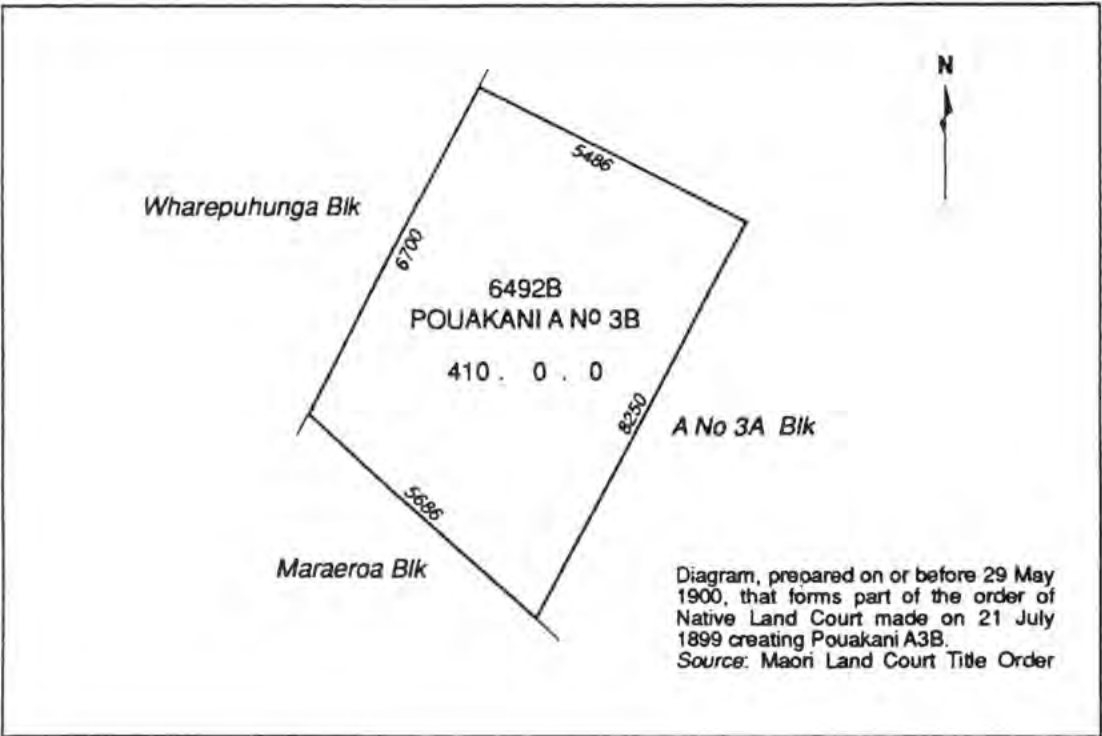 N
5486
Wharepuhunga Blk
6700
6492B
POUAKANI A Nº 3B
410 . 0 . 0
8250
A No 3A Blk
5686
Maraeroa Blk
Diagram, prepared on or before 29 May
1900, that forms part of the order of
Native Land Court made on 21 July
1899 creating Pouakani A3B.
Source: Maori Land Court Title Order